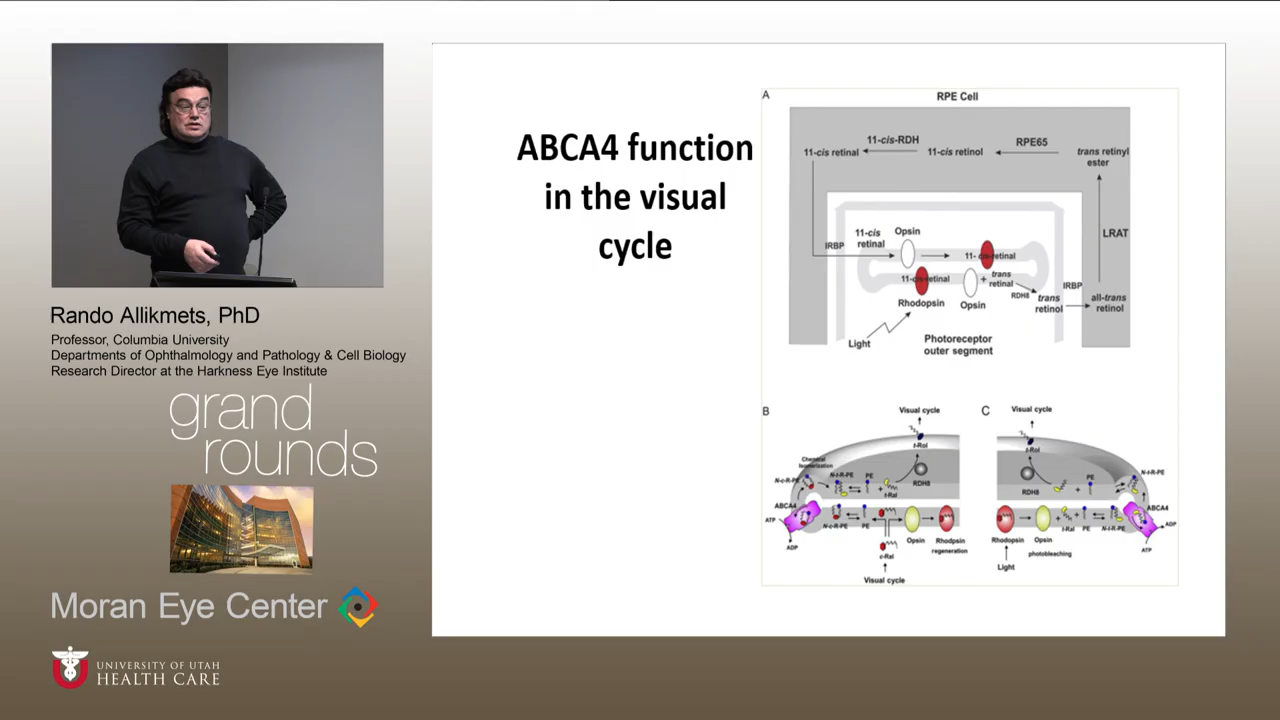 Rando Allikmets, PhD
Professor, Columbia University
Departments of Ophthalmology and Pathology & Cell Biology
Research Director at the Harkness Eye Institute
grand
rounds
Moran Eye Center
UNIVERSITY OF UTAH
HEALTH CARE
ABCA4 function
in the visual
cycle
A
RPE Cell
11-cis retinal
11-cis-RDH
11-cis retinol
RPE65
trans retinyl
ester
LRAT
IRBP
11-cis
retinal
Opsin
11-cis-retinal
11-cis-retinal
Rhodopsin
Opsin
+
trans
retinal
RDH8
trans
retinol
IRBP
all-trans
retinol
Light
Photoreceptor
outer segment
B
Visual cycle
t-Rol
Chemical
isomerization
N-c-R-PE
N-t-R-PE
PE
+
t-Ral
RDH8
ABCA4
ATP
ADP
N-c-R-PE
PE
c-Ral
Opsin
Rhodpsin
regeneration
Visual cycle
C
Visual cycle
t-Rol
N-t-R-PE
RDH8
+
PE
t-Ral
ABCA4
ADP
ATP
Rhodopsin
Opsin
+
t-Ral
PE
N-t-R-PE
photobleaching
Light